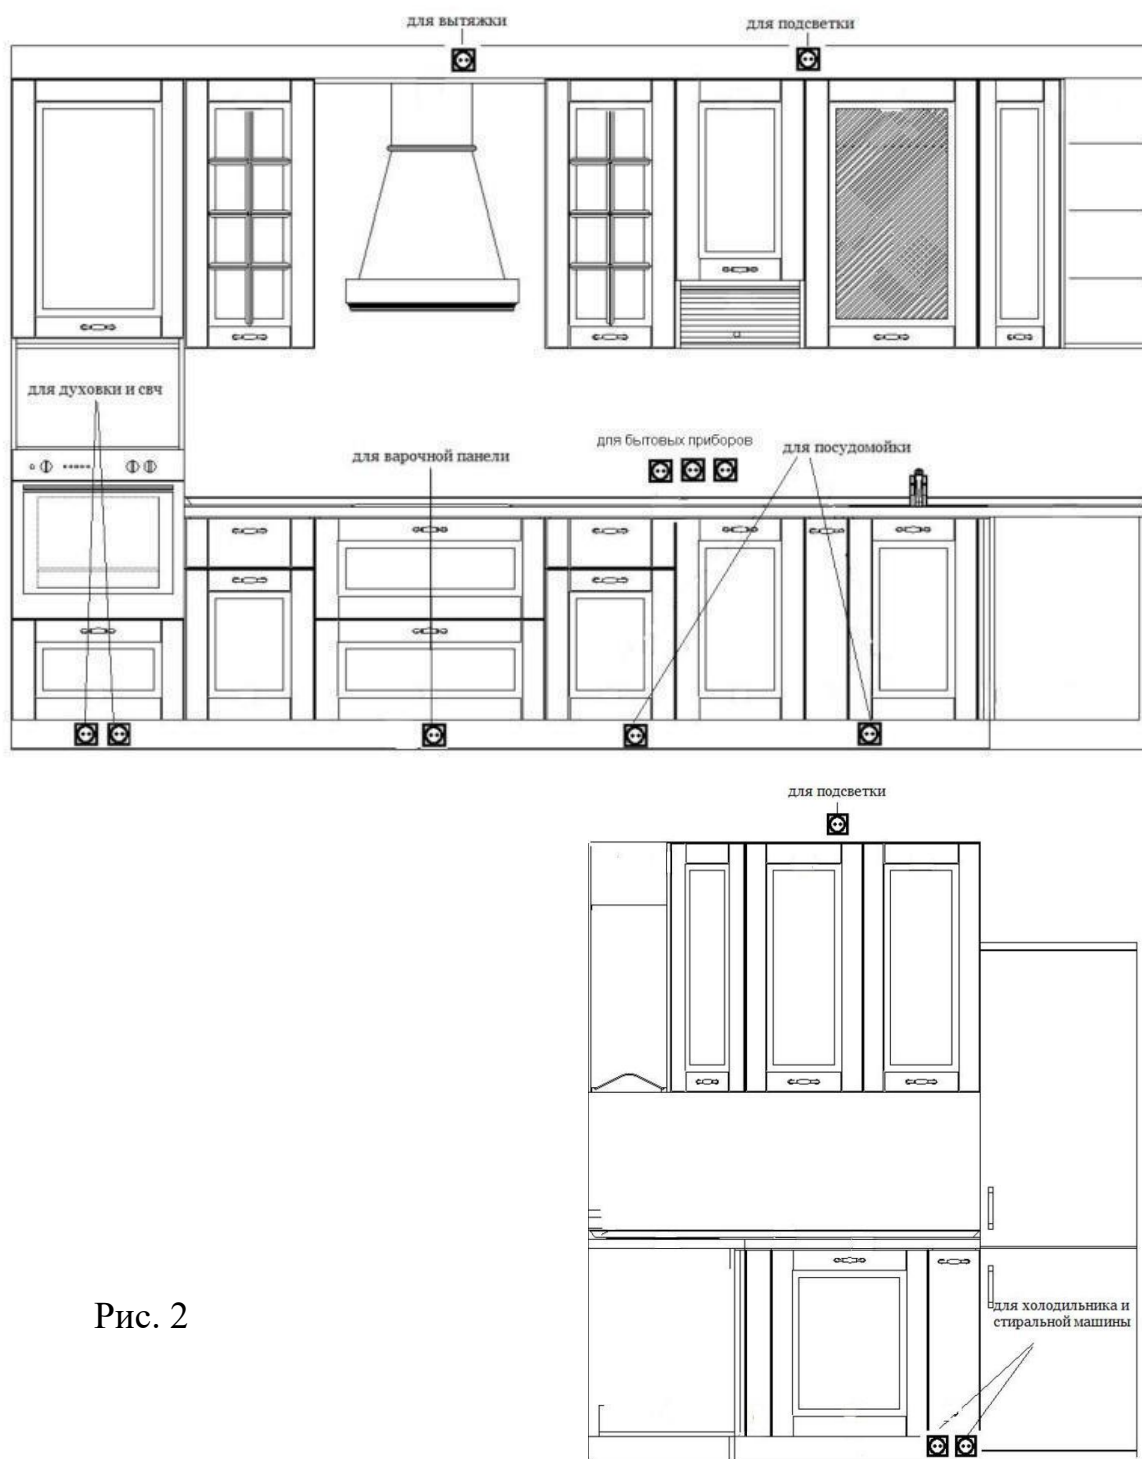 для вытяжки
для подсветки
для духовки и свч
для варочной панели
для бытовых приборов
для посудомойки
для подсветки
для холодильника и
стиральной машины
Рис. 2